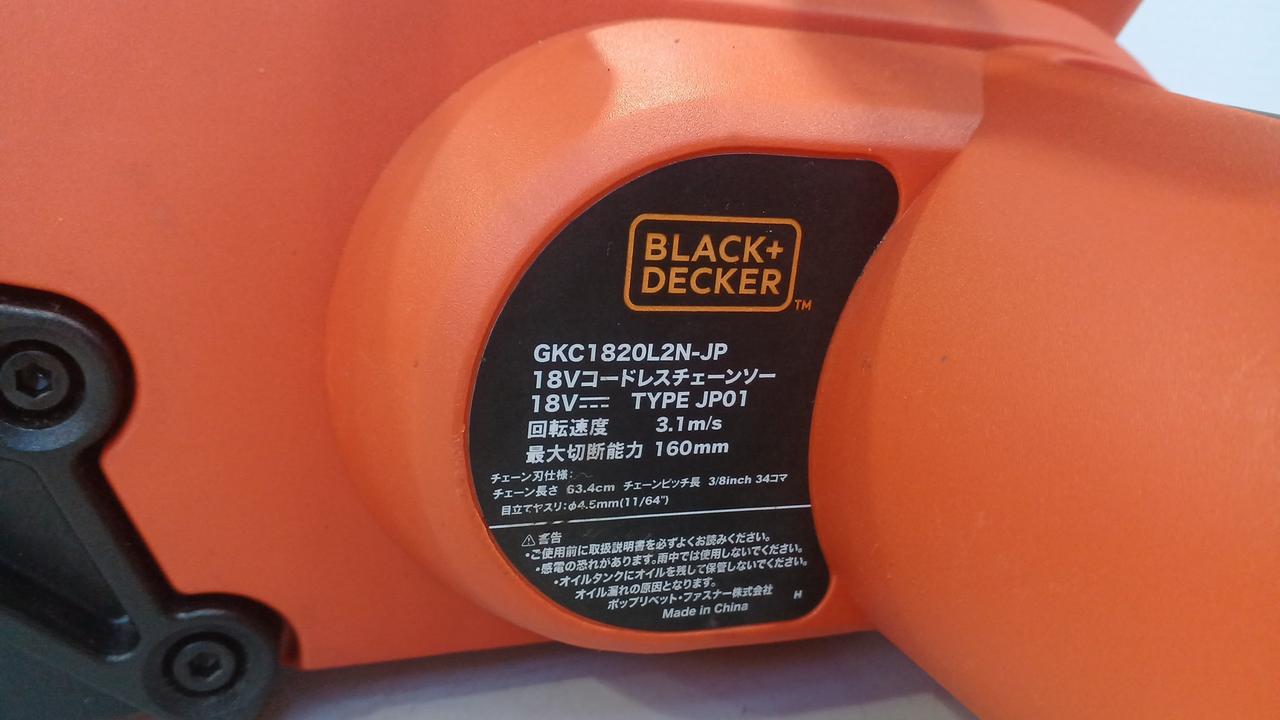 BLACK+
DECKER
TM
GKC1820L2N-JP
18Vコードレスチェーンソー
18V⎓ TYPE JP01
回転速度 3.1m/s
最大切断能力 160mm
チェーン刃仕様:
チェーン長さ 63.4cm チェーンピッチ長 3/8inch 34コマ
目立てヤスリ:φ4.5mm(11/64")
⚠警告
・ご使用前に取扱説明書を必ずよくお読みください。
・感電の恐れがあります。雨中では使用しないでください。
・オイルタンクにオイルを残して保管しないでください。
オイル漏れの原因となります。
ポップリベット・ファスナー株式会社 H
Made in China